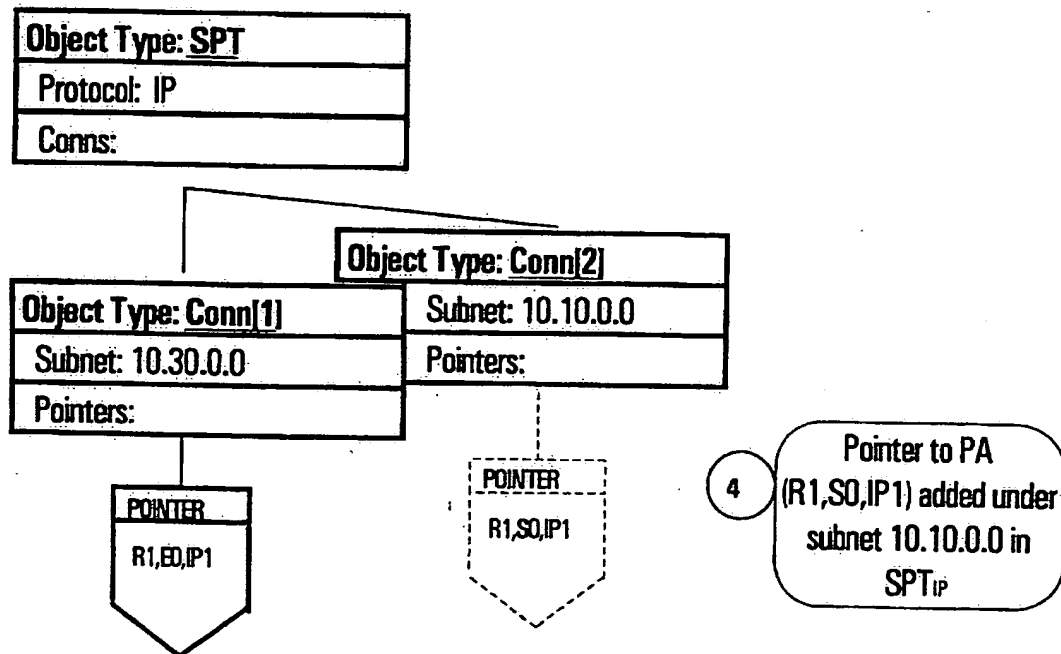 Object Type: SPT
Protocol: IP
Conns:
Object Type: Conn[2]
Subnet: 10.10.0.0
Pointers:
Object Type: Conn[1]
Subnet: 10.30.0.0
Pointers:
POINTER
R1,E0,IP1
POINTER
R1,S0,IP1
4
Pointer to PA
(R1,S0,IP1) added under
subnet 10.10.0.0 in
SPTIP